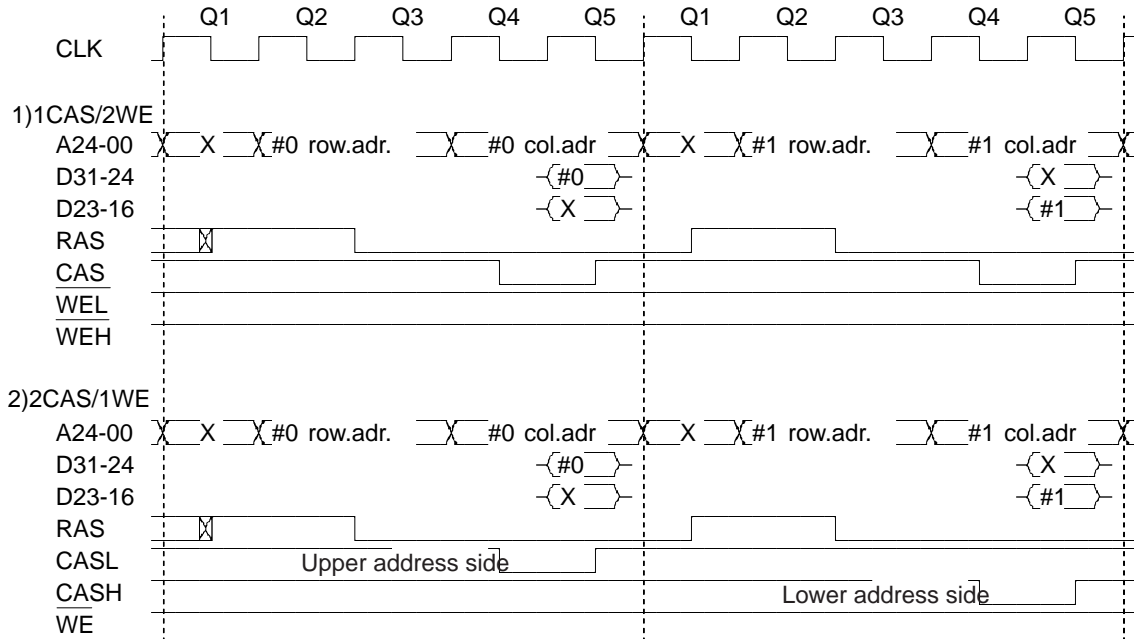 Q1 Q2 Q3 Q4 Q5 Q1 Q2 Q3 Q4 Q5
CLK
1)1CAS/2WE
A24-00 X #0 row.adr. #0 col.adr X #1 row.adr. #1 col.adr
D31-24 #0 X
D23-16 X #1
RAS
CAS
WEL
WEH
2)2CAS/1WE
A24-00 X #0 row.adr. #0 col.adr X #1 row.adr. #1 col.adr
D31-24 #0 X
D23-16 X #1
RAS
CASL Upper address side
CASH Lower address side
WE